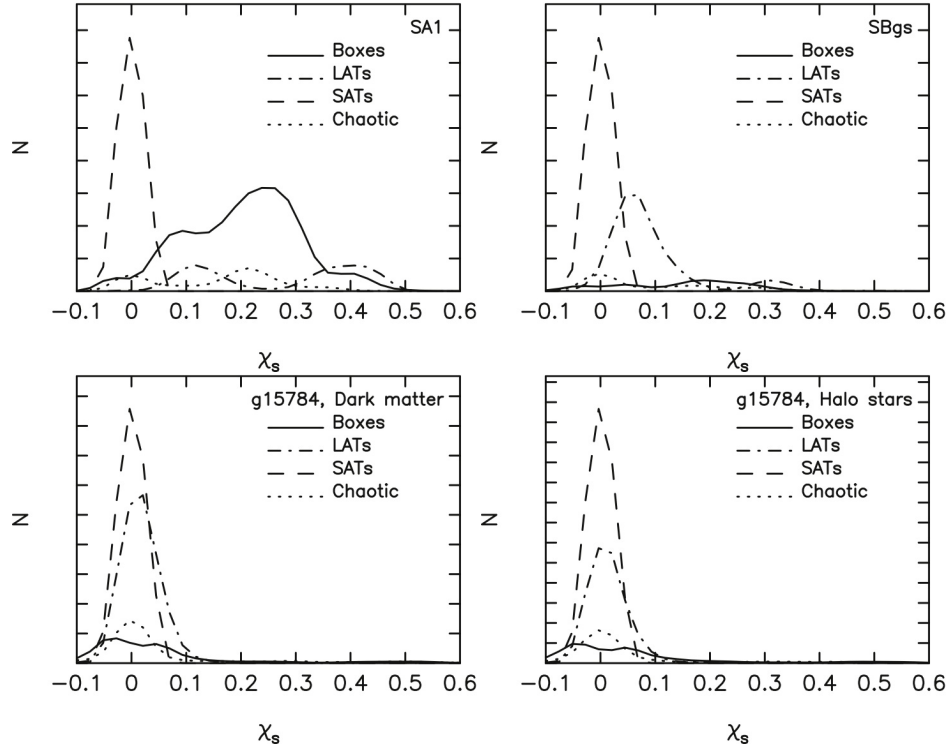 SA1
Boxes
LATs
SATs
Chaotic
N
−0.1 0 0.1 0.2 0.3 0.4 0.5 0.6
χs
SBgs
Boxes
LATs
SATs
Chaotic
N
−0.1 0 0.1 0.2 0.3 0.4 0.5 0.6
χs
g15784, Dark matter
Boxes
LATs
SATs
Chaotic
N
−0.1 0 0.1 0.2 0.3 0.4 0.5 0.6
χs
g15784, Halo stars
Boxes
LATs
SATs
Chaotic
N
−0.1 0 0.1 0.2 0.3 0.4 0.5 0.6
χs